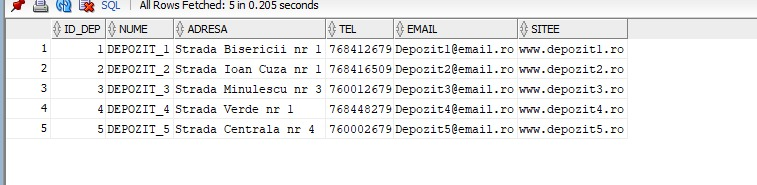 SQL | All Rows Fetched: 5 in 0.205 seconds
ID_DEP NUME ADRESA TEL EMAIL SITEE
1 1 DEPOZIT_1 Strada Bisericii nr 1 768412679 Depozit1@email.ro www.depozit1.ro
2 2 DEPOZIT_2 Strada Ioan Cuza nr 1 768416509 Depozit2@email.ro www.depozit2.ro
3 3 DEPOZIT_3 Strada Minulescu nr 3 760012679 Depozit3@email.ro www.depozit3.ro
4 4 DEPOZIT_4 Strada Verde nr 1 768448279 Depozit4@email.ro www.depozit4.ro
5 5 DEPOZIT_5 Strada Centrala nr 4 760002679 Depozit5@email.ro www.depozit5.ro